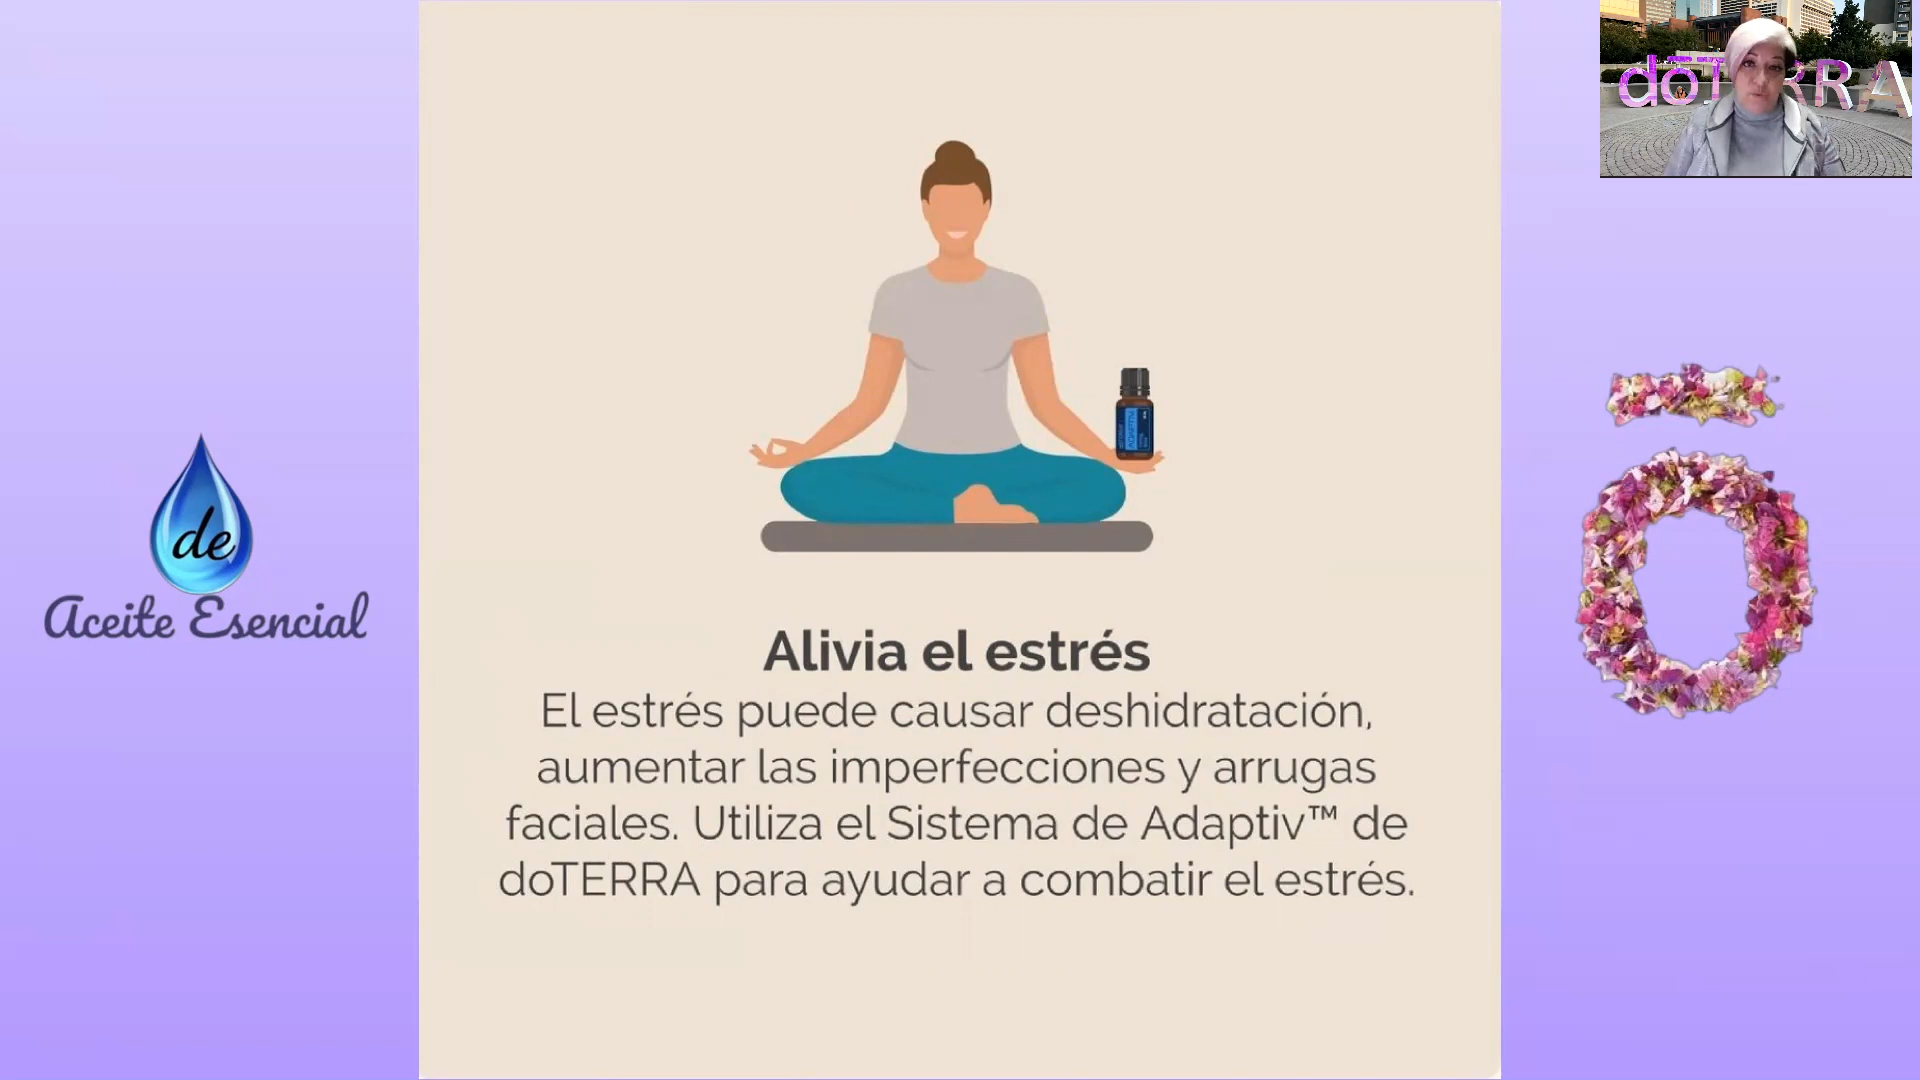 doTERRA
de
Aceite Esencial
ō
Alivia el estrés
El estrés puede causar deshidratación,
aumentar las imperfecciones y arrugas
faciales. Utiliza el Sistema de Adaptiv™ de
doTERRA para ayudar a combatir el estrés.